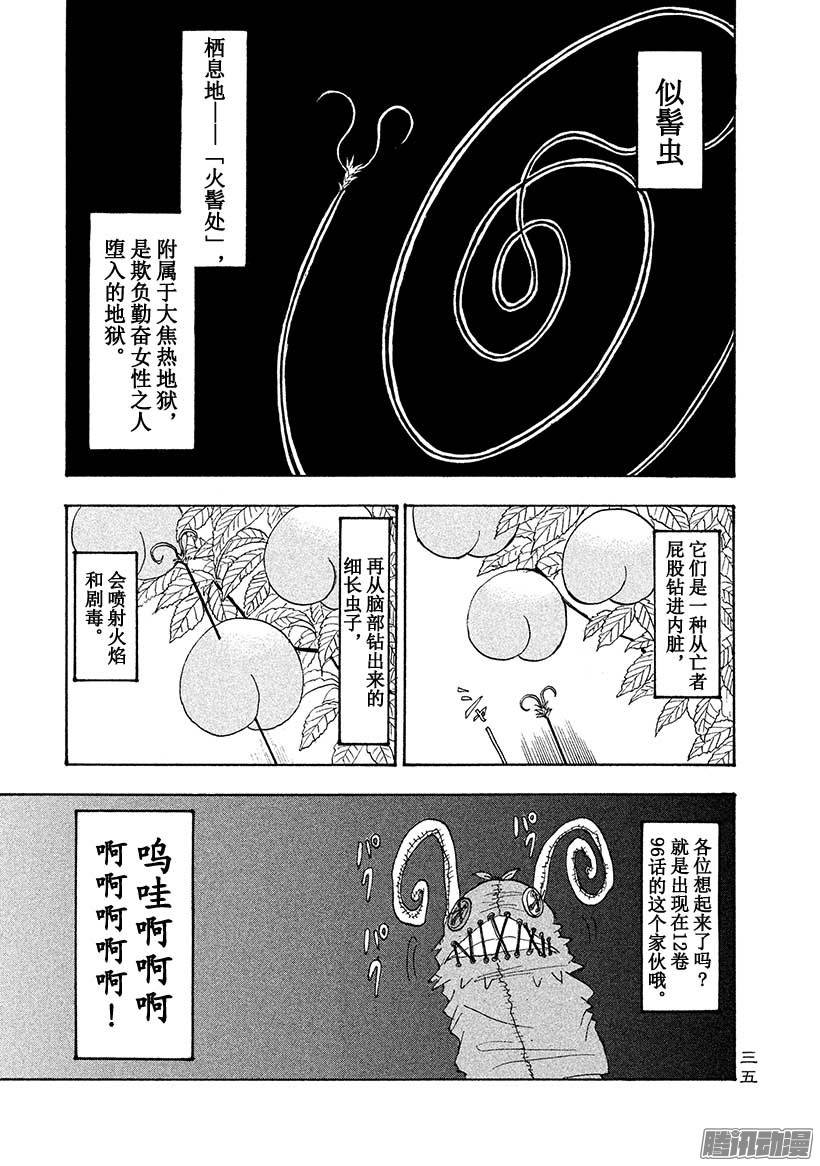 似髻虫
栖息地——「火髻处」，
附属于大焦热地狱，
是欺负勤奋女性之人
堕入的地狱。
它们是一种从亡者
屁股钻进内脏，
再从脑部钻出来的
细长虫子，
会喷射火焰
和剧毒。
各位想起来了吗？
就是出现在12卷
96话的这个家伙哦。
パク
パク
呜哇啊啊啊
啊啊啊啊啊！
三五
腾讯动漫